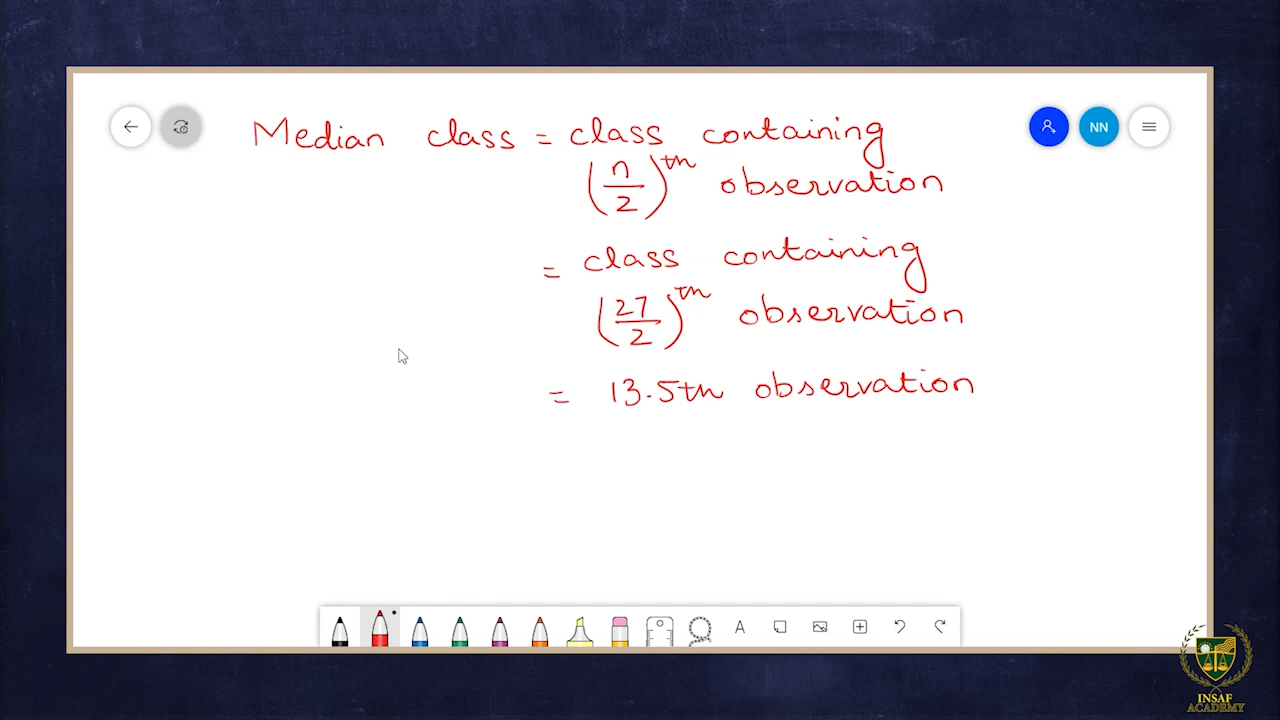 Median class = class containing
(n/2)th observation
= class containing
(27/2)th observation
= 13.5th observation
NN
A
INSAF
ACADEMY